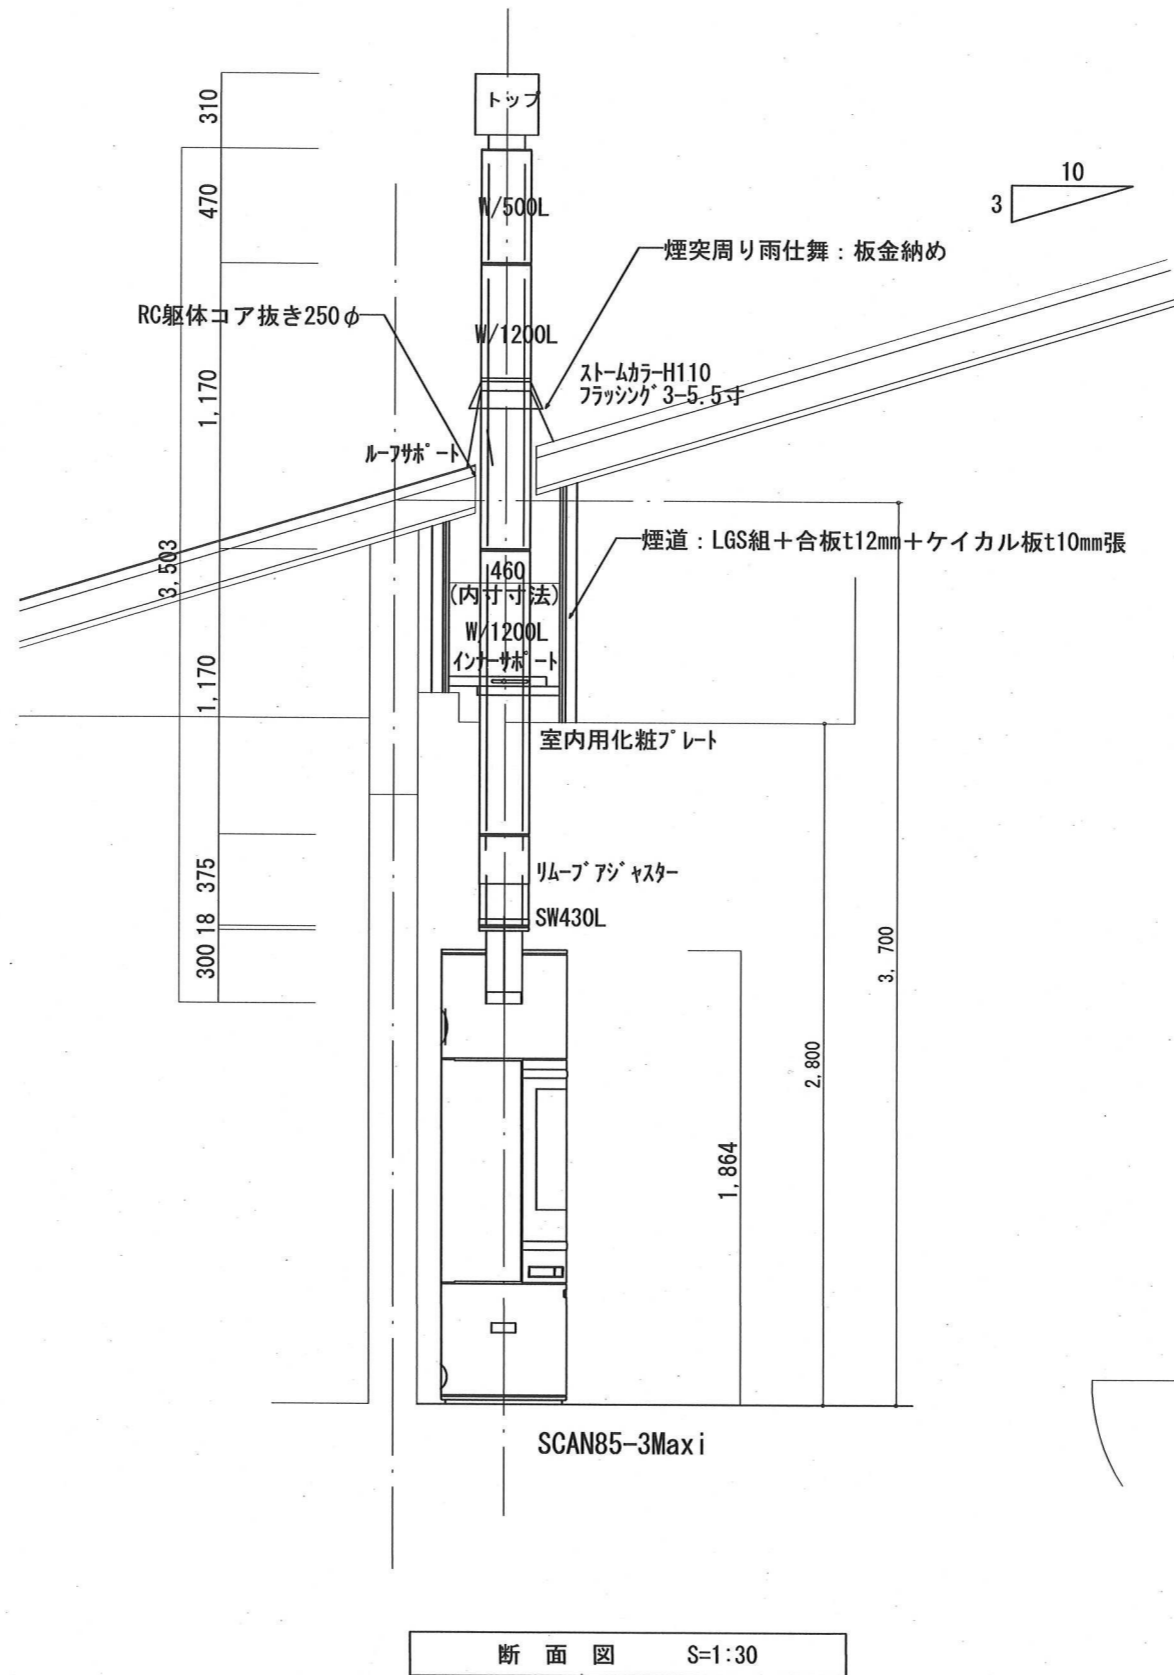 トップ
310
470
W/500L
10
3
煙突周り雨仕舞：板金納め
RC躯体コア抜き250φ
W/1200L
ストームカラーH110
フラッシング3-5.5寸
1,170
ルーフサポート
3,503
煙道：LGS組＋合板t12mm＋ケイカル板t10mm張
460
(内寸寸法)
W/1200L
インナーサポート
1,170
室内用化粧プレート
375
リムーブアジャスター
18
SW430L
300
3,700
2,800
1,864
SCAN85-3Maxi
断面図 S=1:30